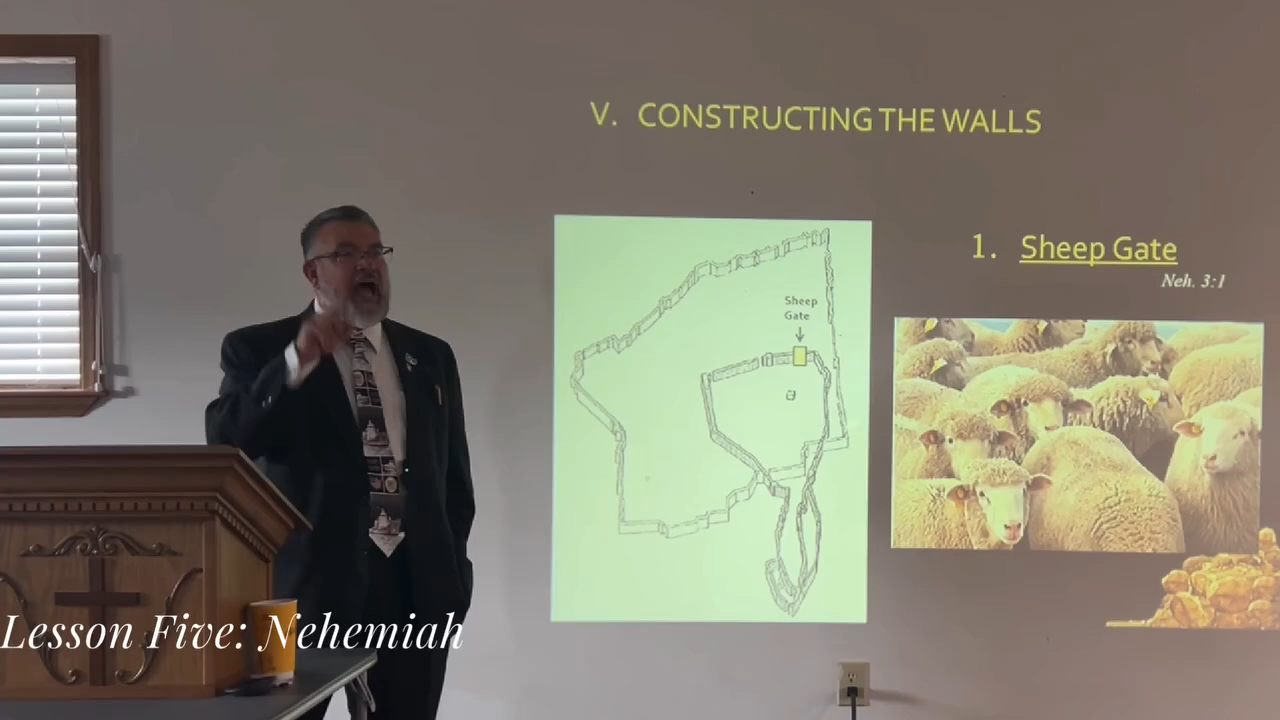 V. CONSTRUCTING THE WALLS
1. Sheep Gate
Neh. 3:1
Sheep
Gate
Lesson Five: Nehemiah